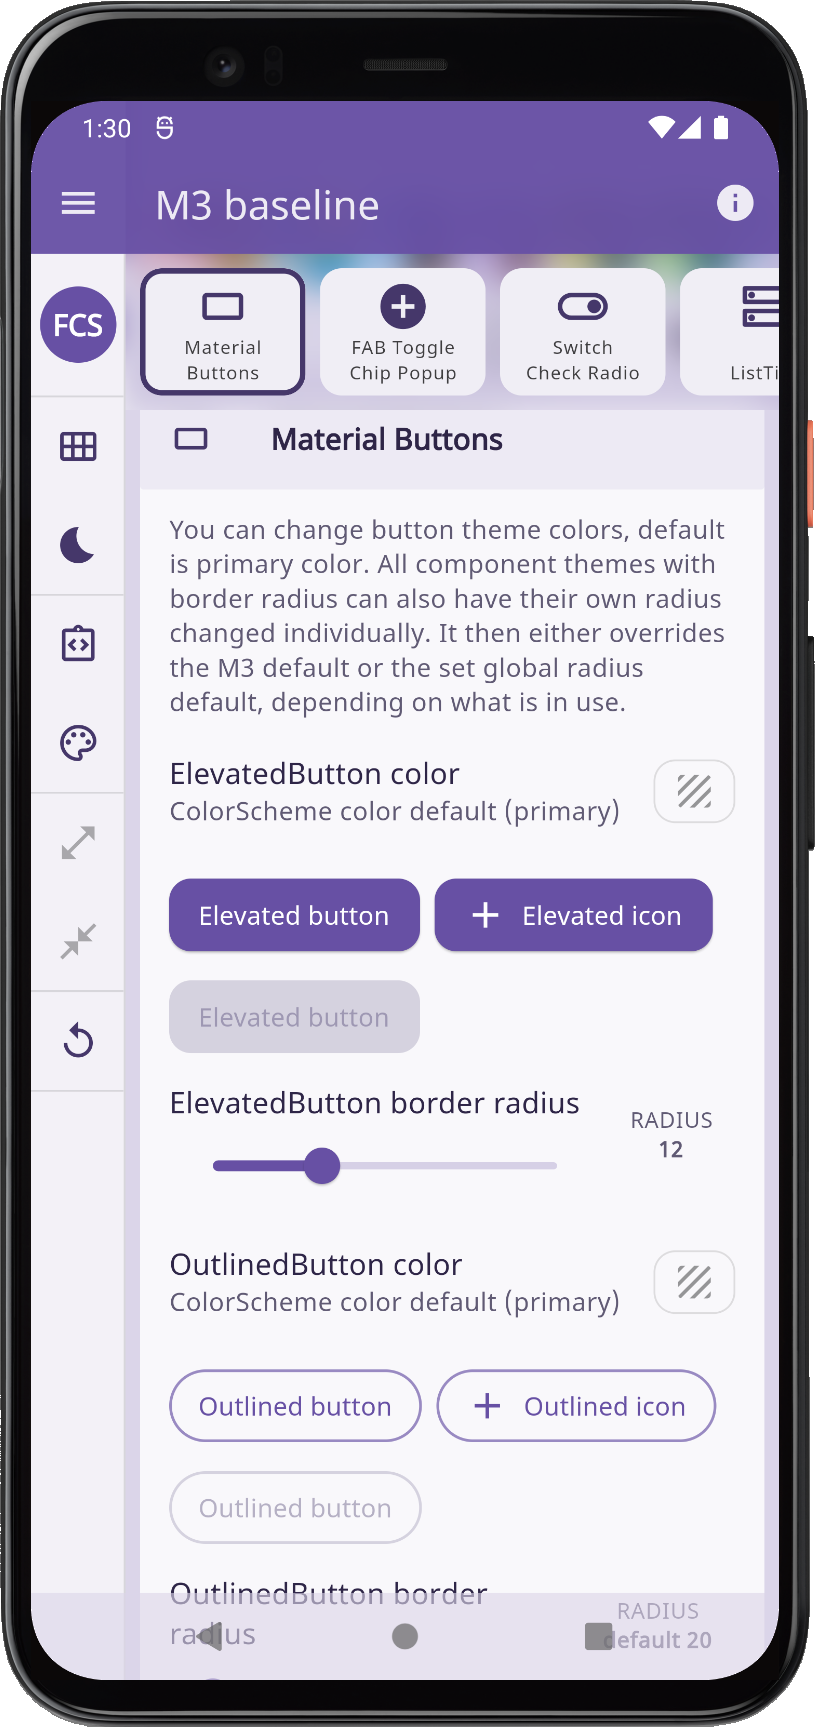 1:30
M3 baseline
FCS
Material
Buttons
FAB Toggle
Chip Popup
Switch
Check Radio
ListTi
Material Buttons
You can change button theme colors, default
is primary color. All component themes with
border radius can also have their own radius
changed individually. It then either overrides
the M3 default or the set global radius
default, depending on what is in use.
ElevatedButton color
ColorScheme color default (primary)
Elevated button
Elevated icon
Elevated button
ElevatedButton border radius
RADIUS
12
OutlinedButton color
ColorScheme color default (primary)
Outlined button
Outlined icon
Outlined button
OutlinedButton border
radius
RADIUS
default 20